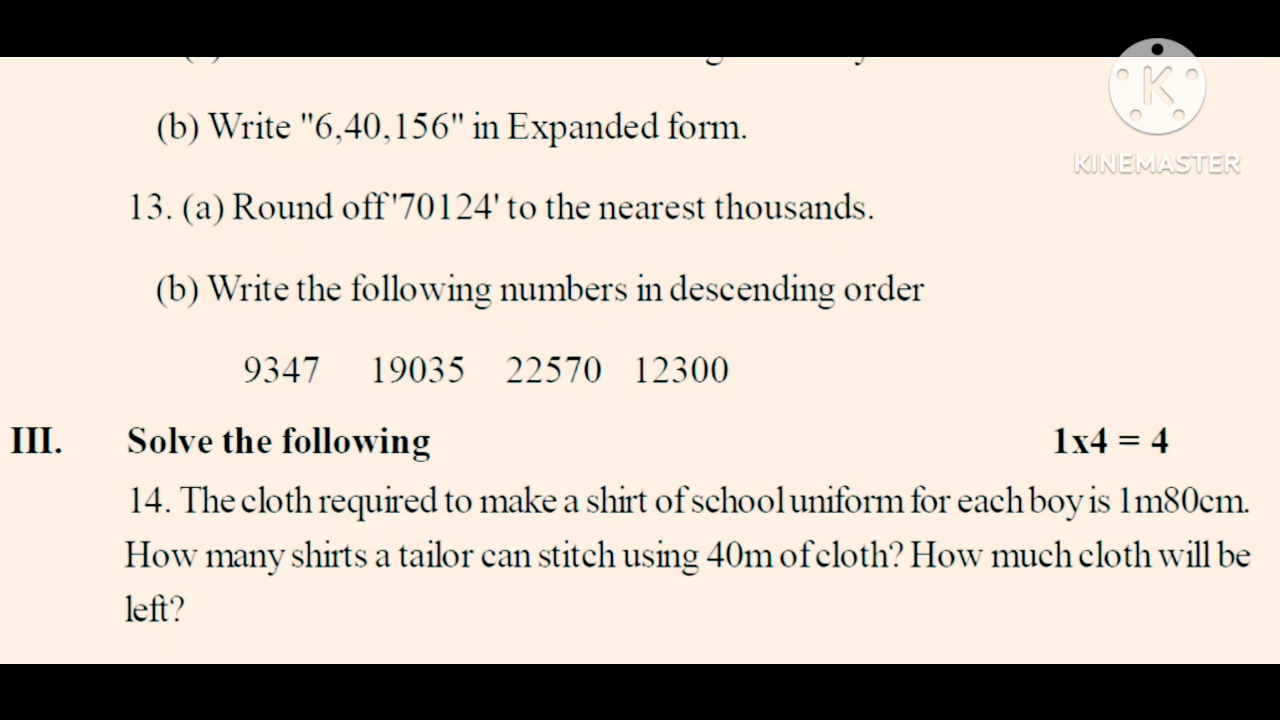 (b) Write "6,40,156" in Expanded form.
13. (a) Round off '70124' to the nearest thousands.
(b) Write the following numbers in descending order
9347 19035 22570 12300
III. Solve the following 1x4 = 4
14. The cloth required to make a shirt of school uniform for each boy is 1m80cm.
How many shirts a tailor can stitch using 40m of cloth? How much cloth will be
left?
K
KINEMASTER